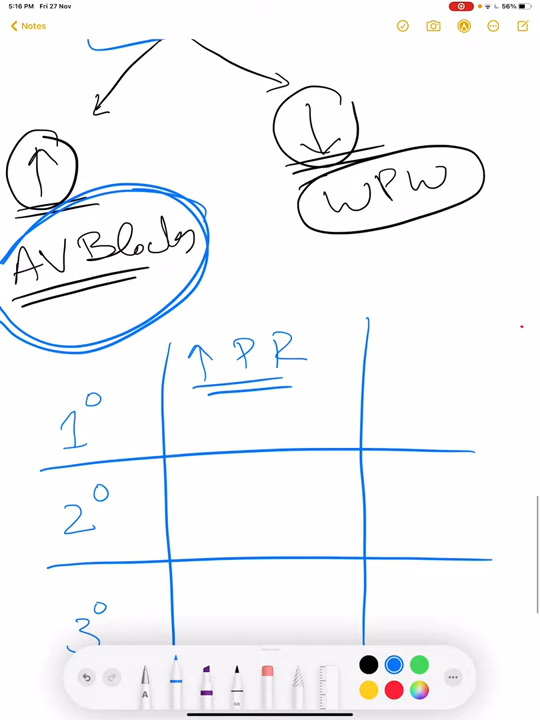 5:16 PM Fri 27 Nov 56%
Notes
↑ ↓
WPW
AV Blocks
↑ PR
1°
2°
3°
A